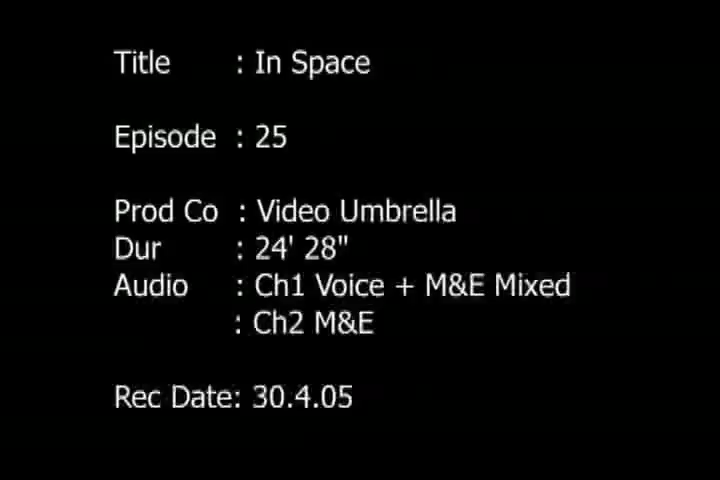 Title : In Space
Episode : 25
Prod Co : Video Umbrella
Dur : 24' 28"
Audio : Ch1 Voice + M&E Mixed
: Ch2 M&E
Rec Date: 30.4.05